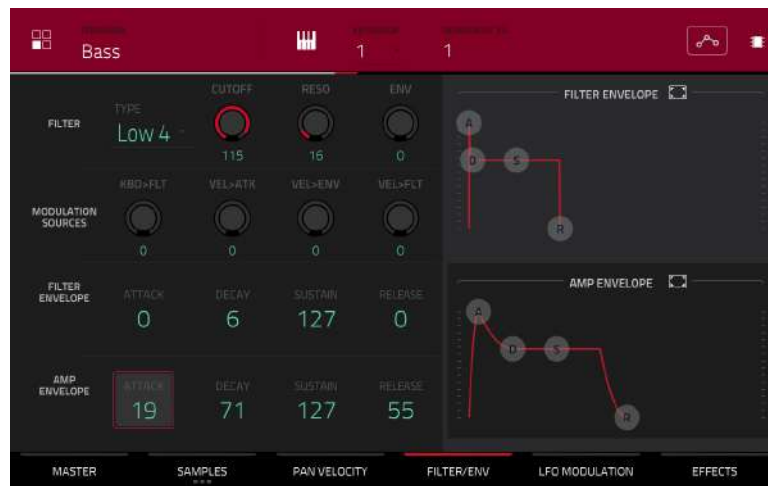 Bass
1
1
FILTER
TYPE
Low 4
CUTOFF
115
RESO
16
ENV
0
FILTER ENVELOPE
A
D
S
R
MODULATION
SOURCES
KBD>FLT
0
VEL>ATK
0
VEL>ENV
0
VEL>FLT
0
FILTER
ENVELOPE
ATTACK
0
DECAY
6
SUSTAIN
127
RELEASE
0
AMP ENVELOPE
A
D
S
R
AMP
ENVELOPE
ATTACK
19
DECAY
71
SUSTAIN
127
RELEASE
55
MASTER
SAMPLES
PAN VELOCITY
FILTER/ENV
LFO MODULATION
EFFECTS